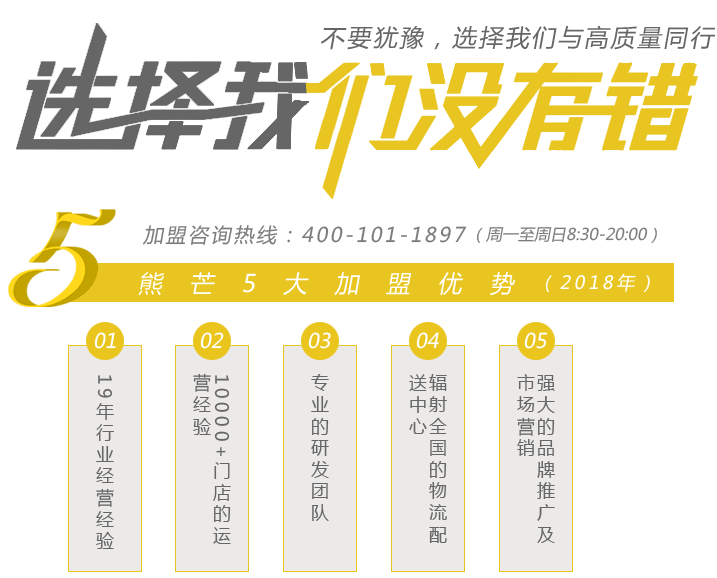 不要犹豫，选择我们与高质量同行
选择我们没有错
5
加盟咨询热线：400-101-1897（周一至周日8:30-20:00）
熊芒5大加盟优势（2018年）
01
19年行业经营经验
02
10000+门店的运
营经验
03
专业的研发团队
04
辐射全国的物流配
送中心
05
强大的品牌推广及
市场营销